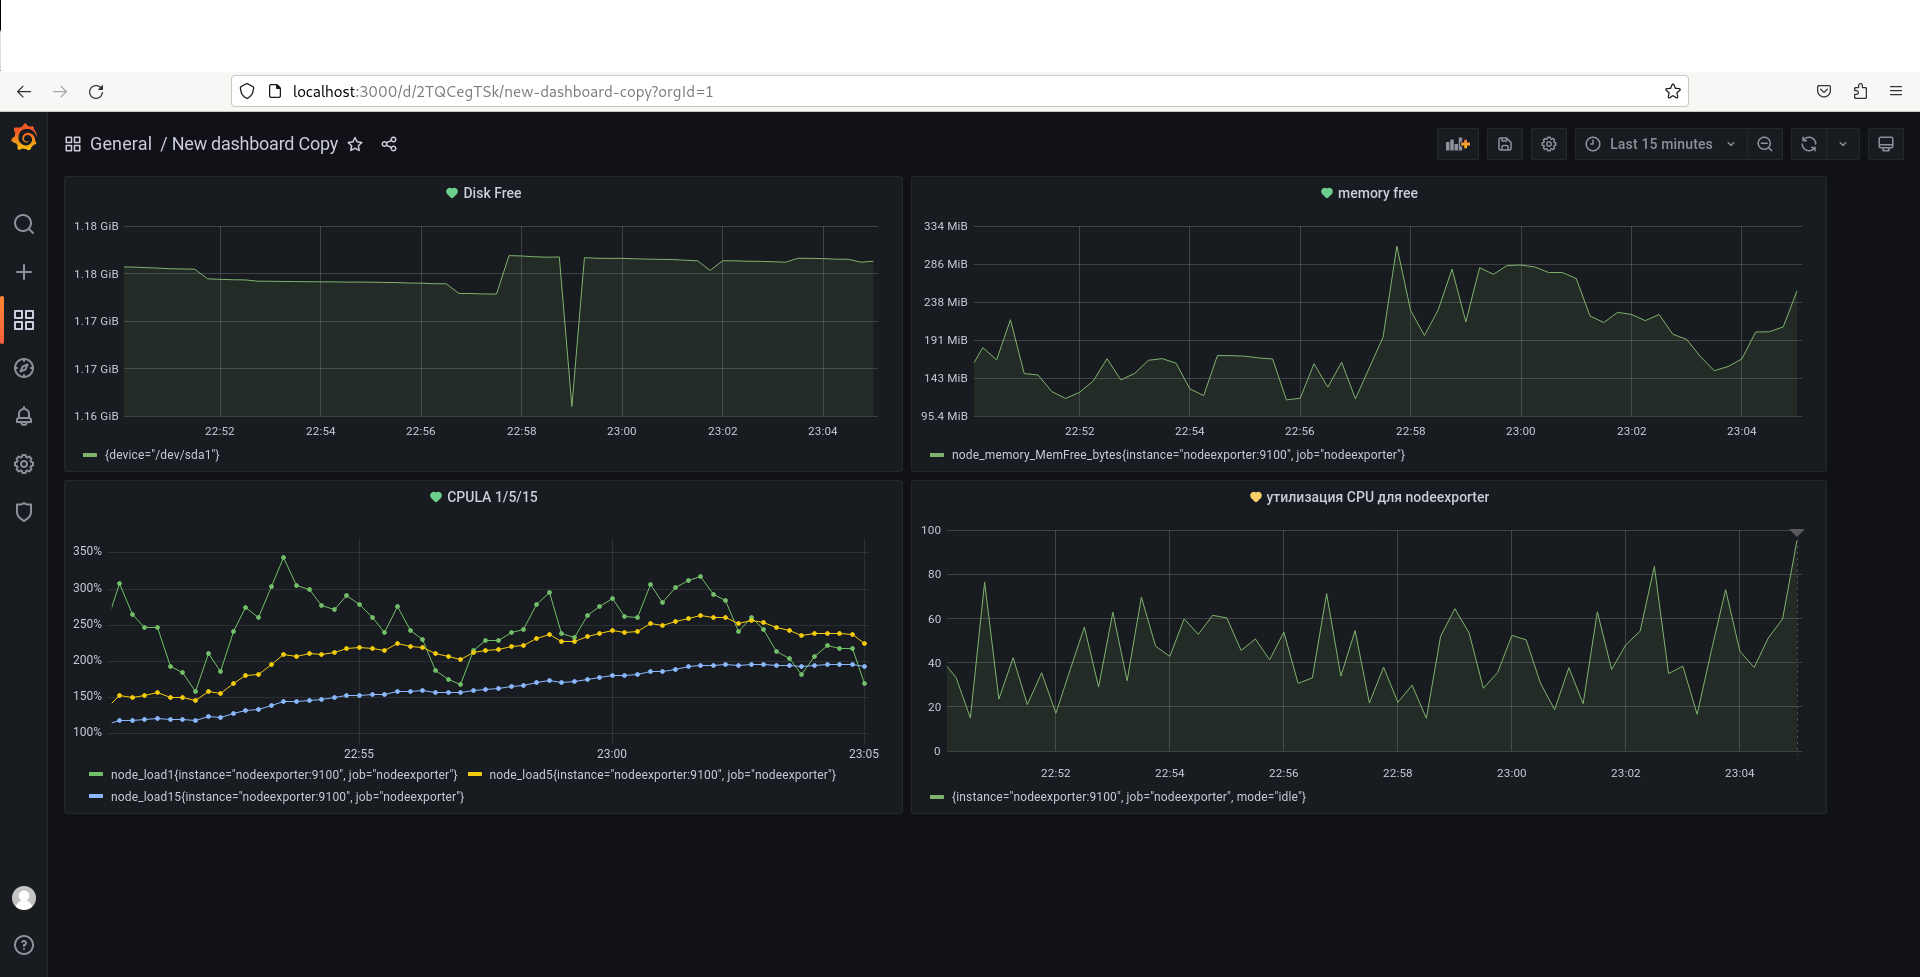 localhost:3000/d/2TQCegTSk/new-dashboard-copy?orgId=1
General / New dashboard Copy
Last 15 minutes
Disk Free
1.18 GiB
1.18 GiB
1.17 GiB
1.17 GiB
1.16 GiB
22:52 22:54 22:56 22:58 23:00 23:02 23:04
{device="/dev/sda1"}
memory free
334 MiB
286 MiB
238 MiB
191 MiB
143 MiB
95.4 MiB
22:52 22:54 22:56 22:58 23:00 23:02 23:04
node_memory_MemFree_bytes{instance="nodeexporter:9100", job="nodeexporter"}
CPULA 1/5/15
350%
300%
250%
200%
150%
100%
22:55 23:00 23:05
node_load1{instance="nodeexporter:9100", job="nodeexporter"} node_load5{instance="nodeexporter:9100", job="nodeexporter"}
node_load15{instance="nodeexporter:9100", job="nodeexporter"}
утилизация CPU для nodeexporter
100
80
60
40
20
0
22:52 22:54 22:56 22:58 23:00 23:02 23:04
{instance="nodeexporter:9100", job="nodeexporter", mode="idle"}